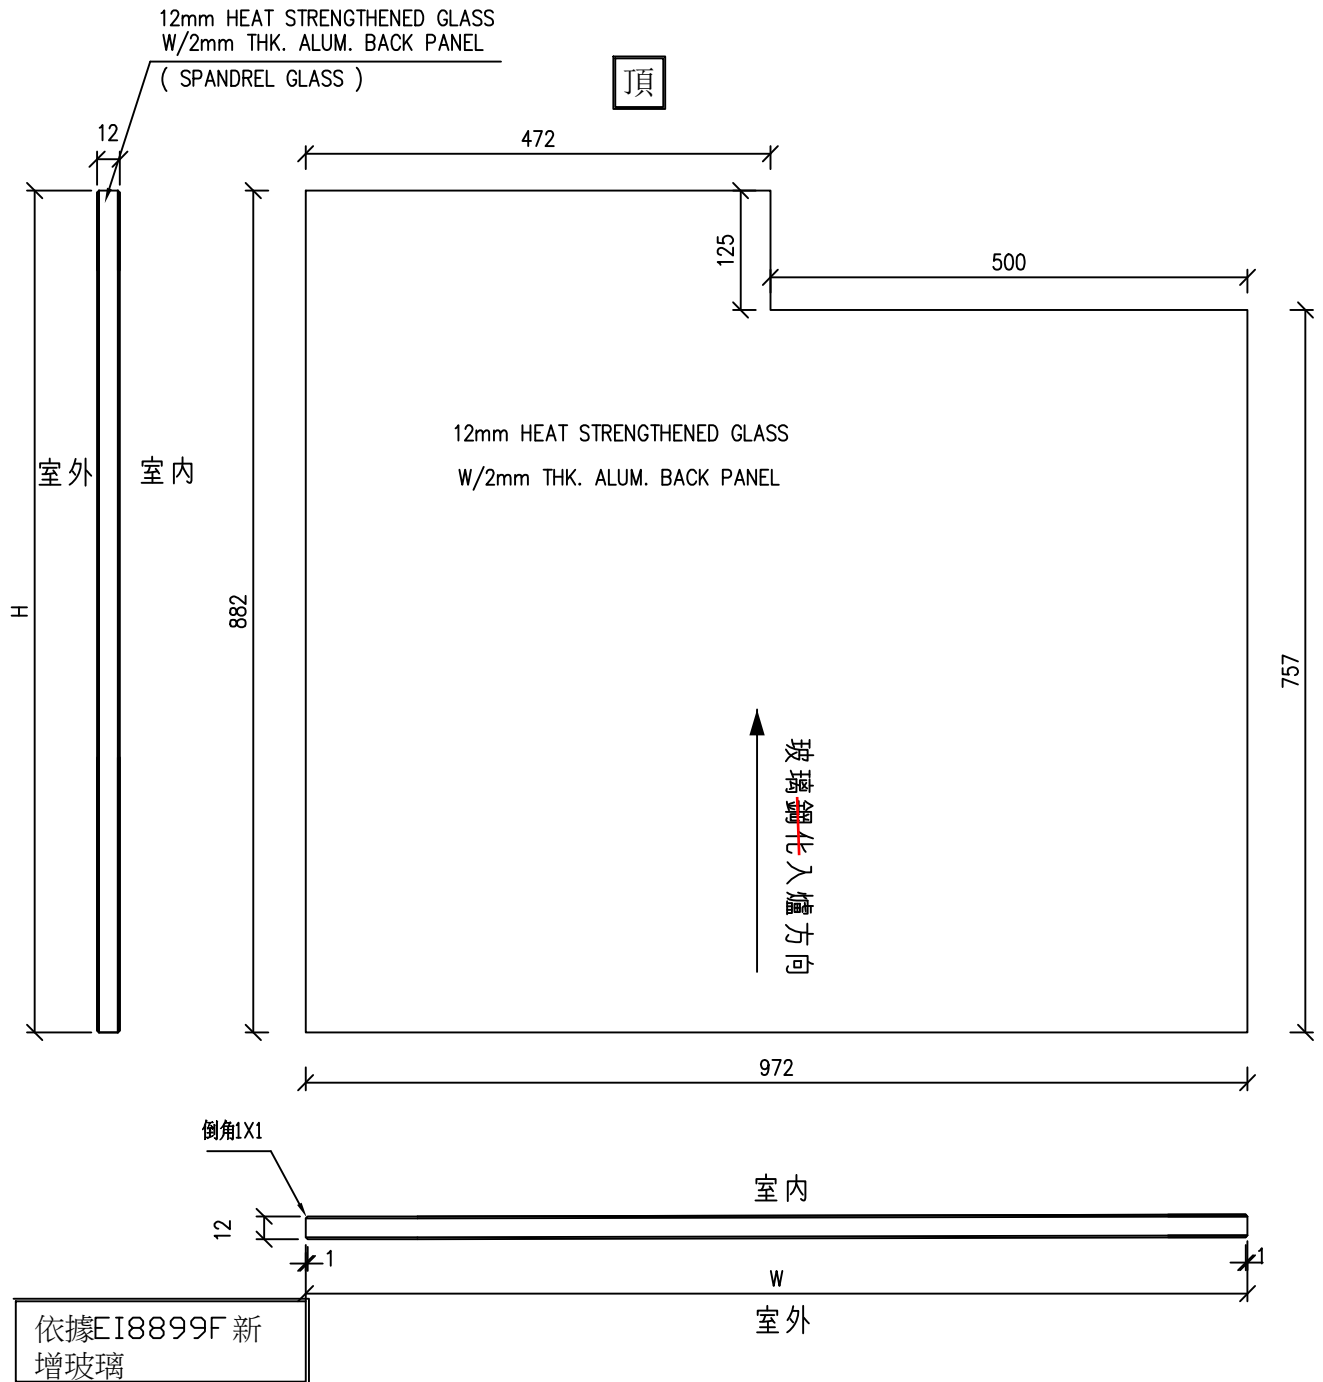 12mm HEAT STRENGTHENED GLASS
W/2mm THK. ALUM. BACK PANEL
( SPANDREL GLASS )
頂
12
472
125
500
12mm HEAT STRENGTHENED GLASS
W/2mm THK. ALUM. BACK PANEL
室外
室內
H
882
757
玻璃鋼化入爐方向
972
倒角1X1
室內
12
1
1
W
室外
依據EI8899F新
增玻璃